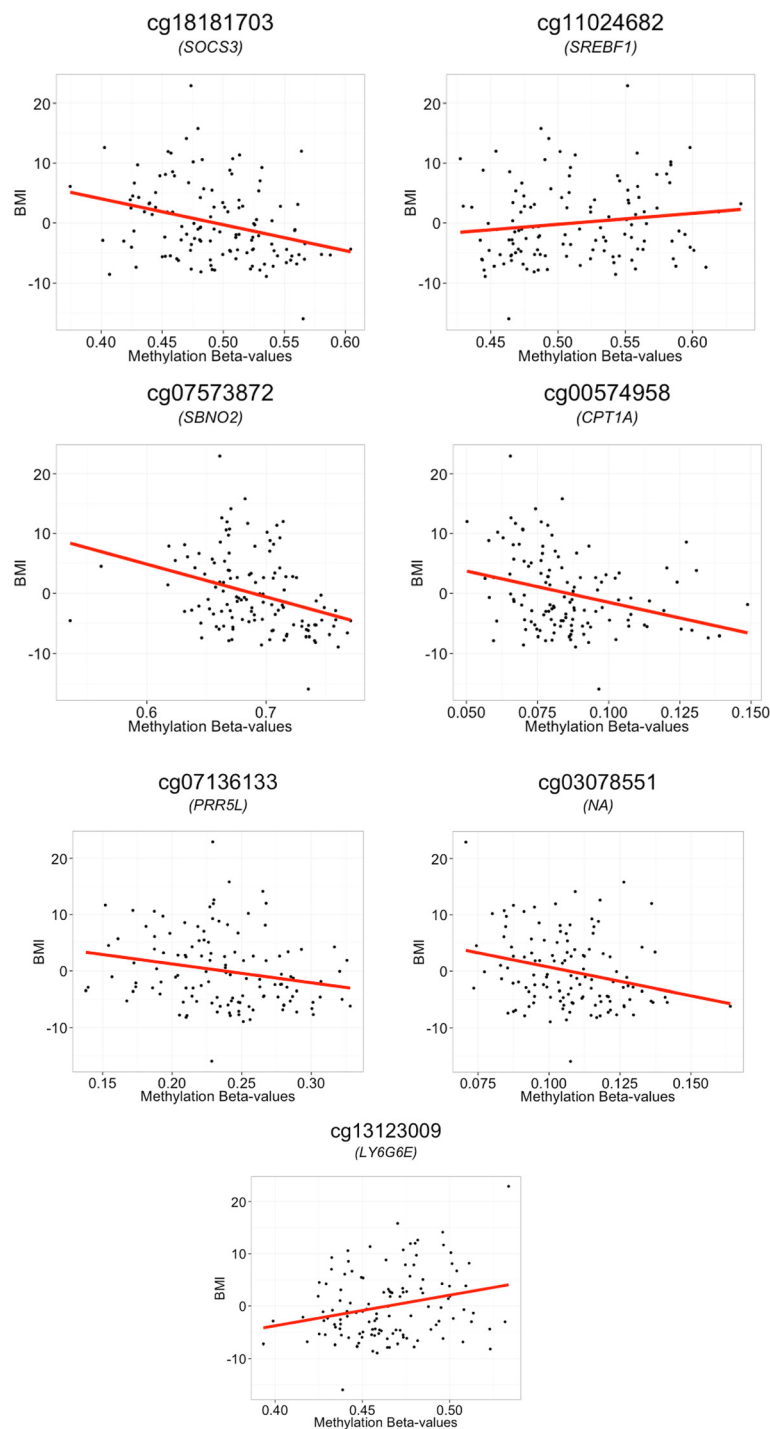 cg18181703
(SOCS3)
20
10
0
-10
BMI
0.40 0.45 0.50 0.55 0.60
Methylation Beta-values
cg11024682
(SREBF1)
20
10
0
-10
BMI
0.45 0.50 0.55 0.60
Methylation Beta-values
cg07573872
(SBNO2)
20
10
0
-10
BMI
0.6 0.7
Methylation Beta-values
cg00574958
(CPT1A)
20
10
0
-10
BMI
0.050 0.075 0.100 0.125 0.150
Methylation Beta-values
cg07136133
(PRR5L)
20
10
0
-10
BMI
0.15 0.20 0.25 0.30
Methylation Beta-values
cg03078551
(NA)
20
10
0
-10
BMI
0.075 0.100 0.125 0.150
Methylation Beta-values
cg13123009
(LY6G6E)
20
10
0
-10
BMI
0.40 0.45 0.50
Methylation Beta-values